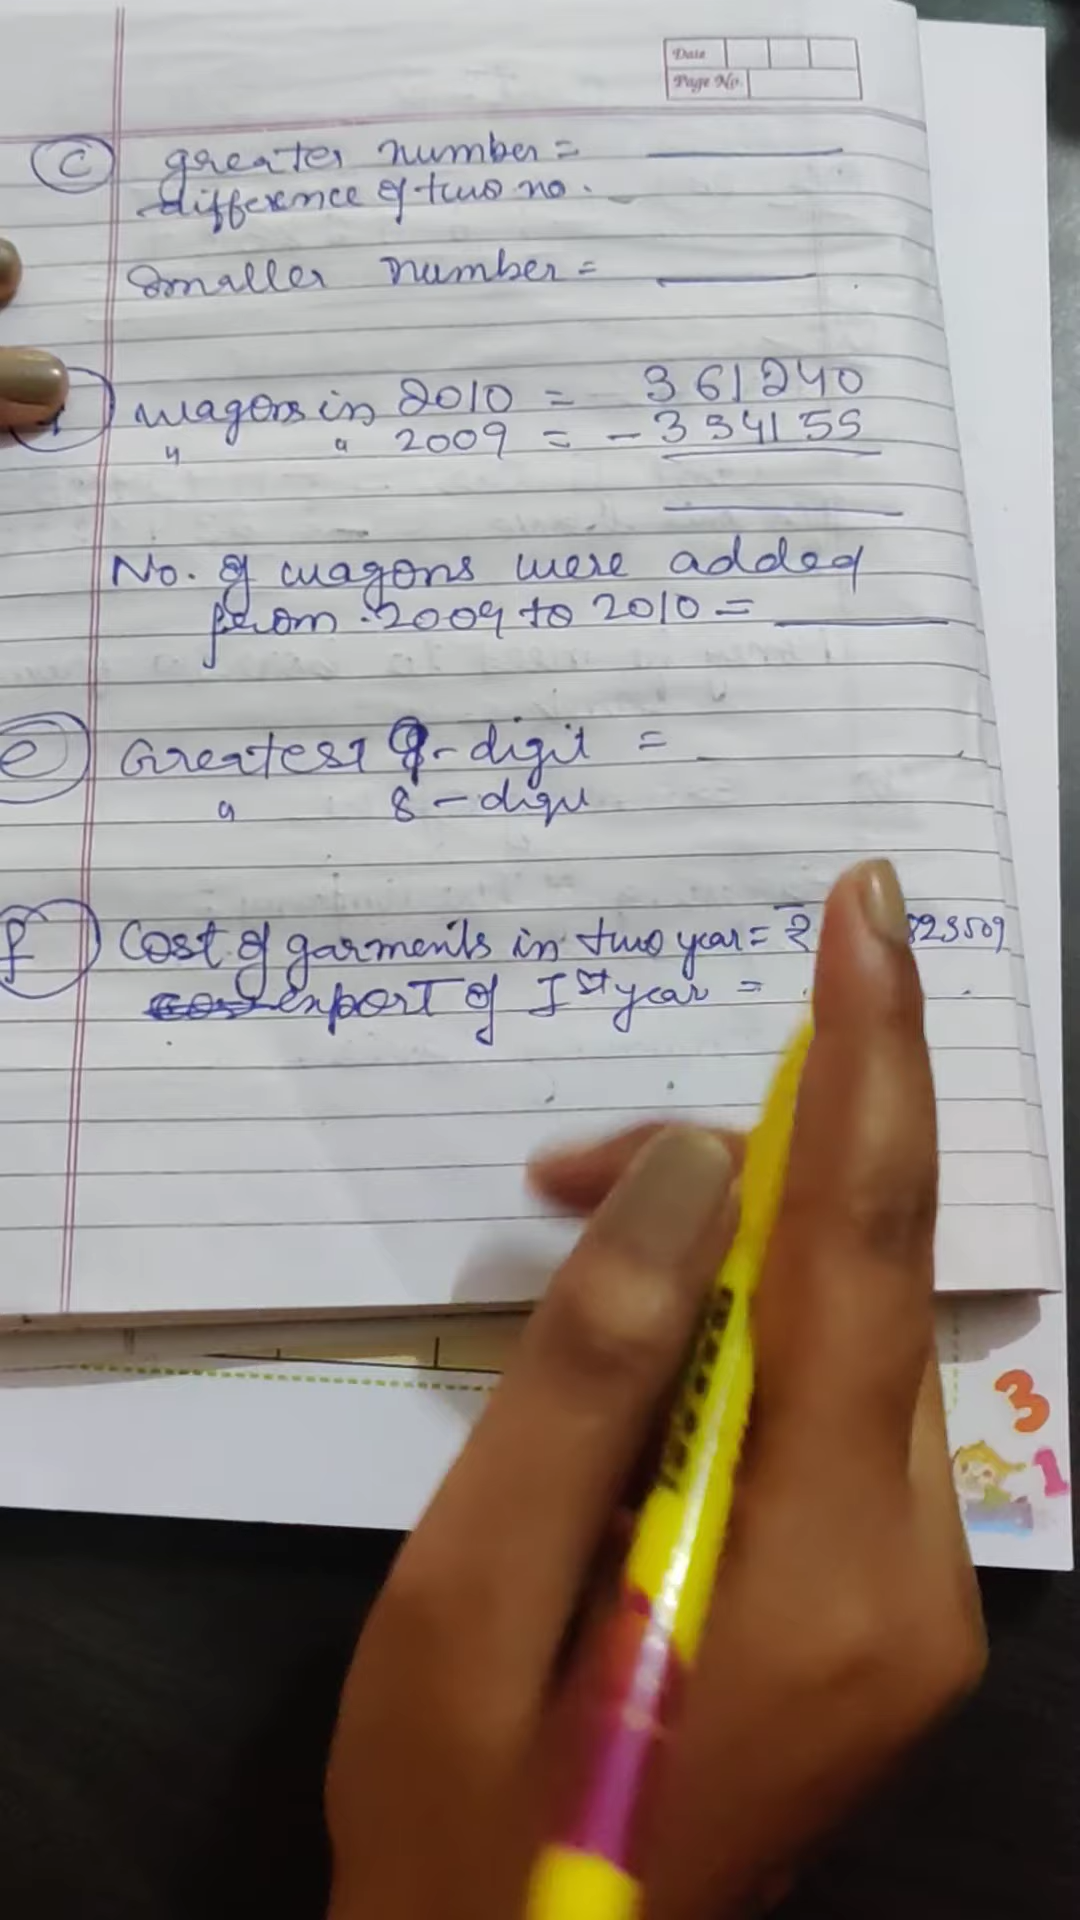 Date
Page No.
C greater number =
difference of two no.
Smaller number =
wagons in 2010 = 361240
" " 2009 = - 334155
No. of wagons were added
from 2009 to 2010 =
e Greatest 9-digit =
" 8-digit
f Cost of garments in two year = ₹ 823509
export of Ist year =
3
1